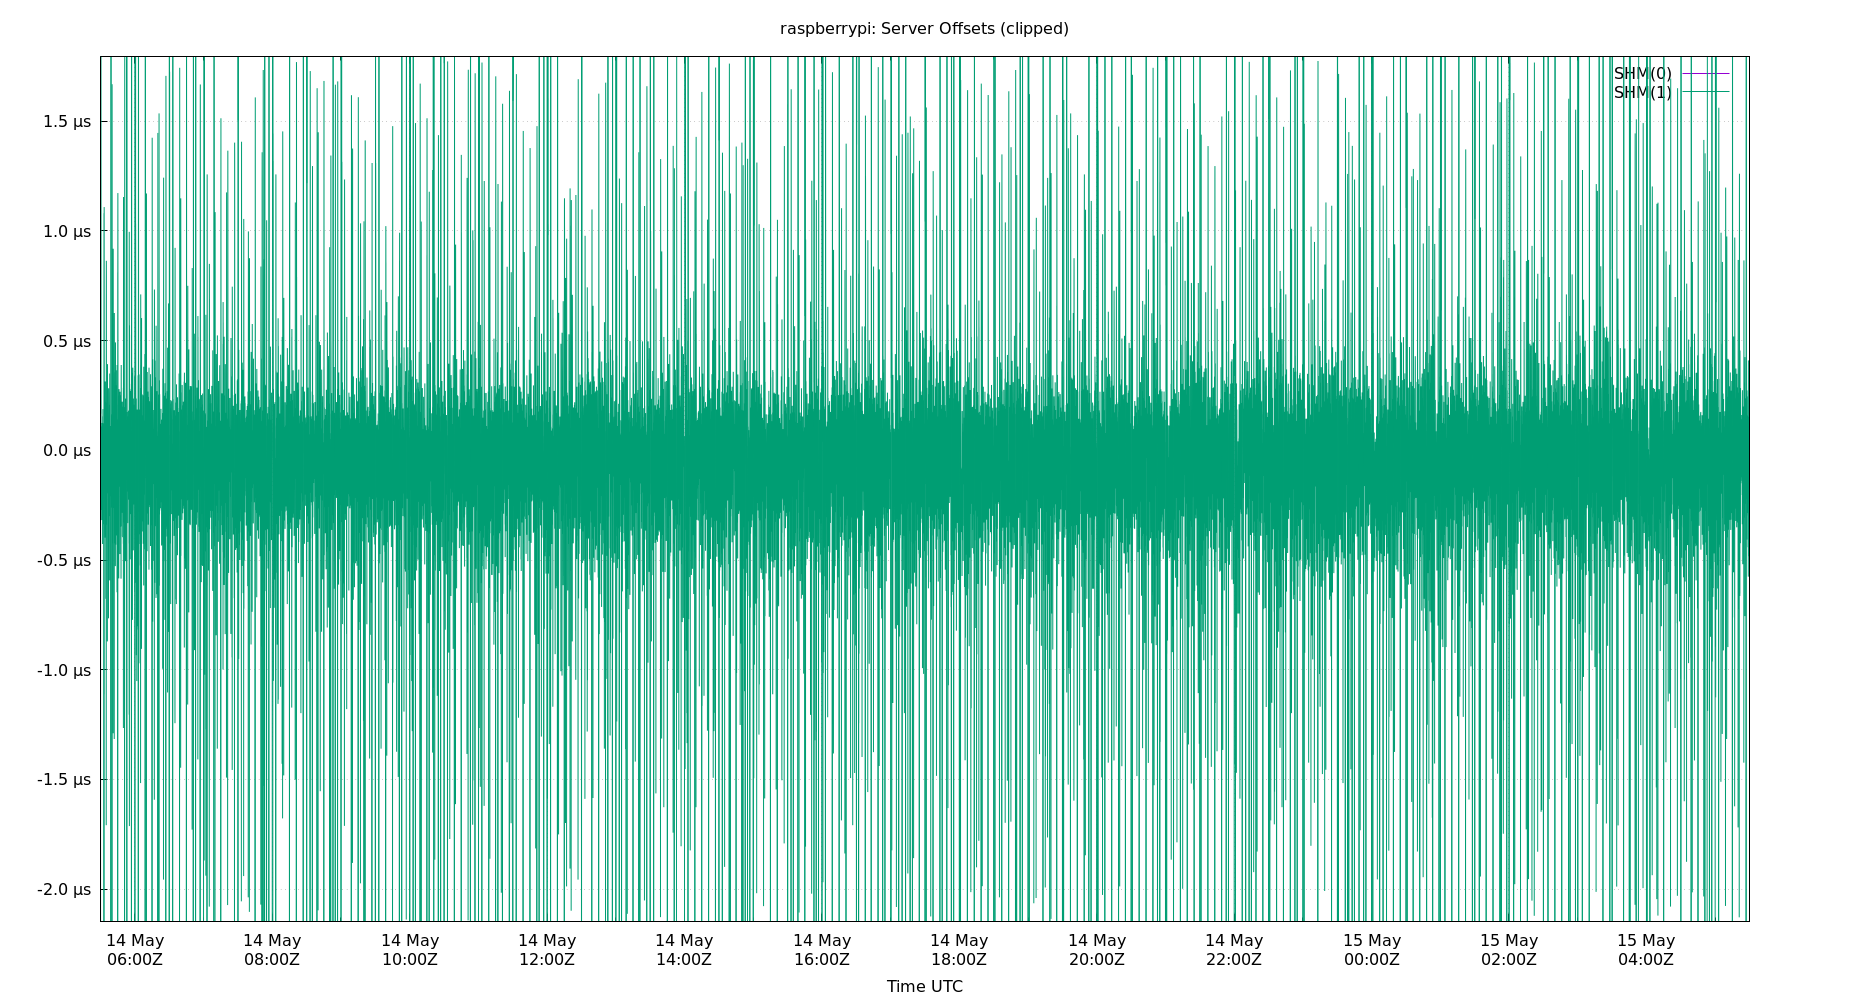 raspberrypi: Server Offsets (clipped)
SHM(0)
SHM(1)
1.5 µs
1.0 µs
0.5 µs
0.0 µs
-0.5 µs
-1.0 µs
-1.5 µs
-2.0 µs
14 May 14 May 14 May 14 May 14 May 14 May 14 May 14 May 14 May 15 May 15 May 15 May
06:00Z 08:00Z 10:00Z 12:00Z 14:00Z 16:00Z 18:00Z 20:00Z 22:00Z 00:00Z 02:00Z 04:00Z
Time UTC